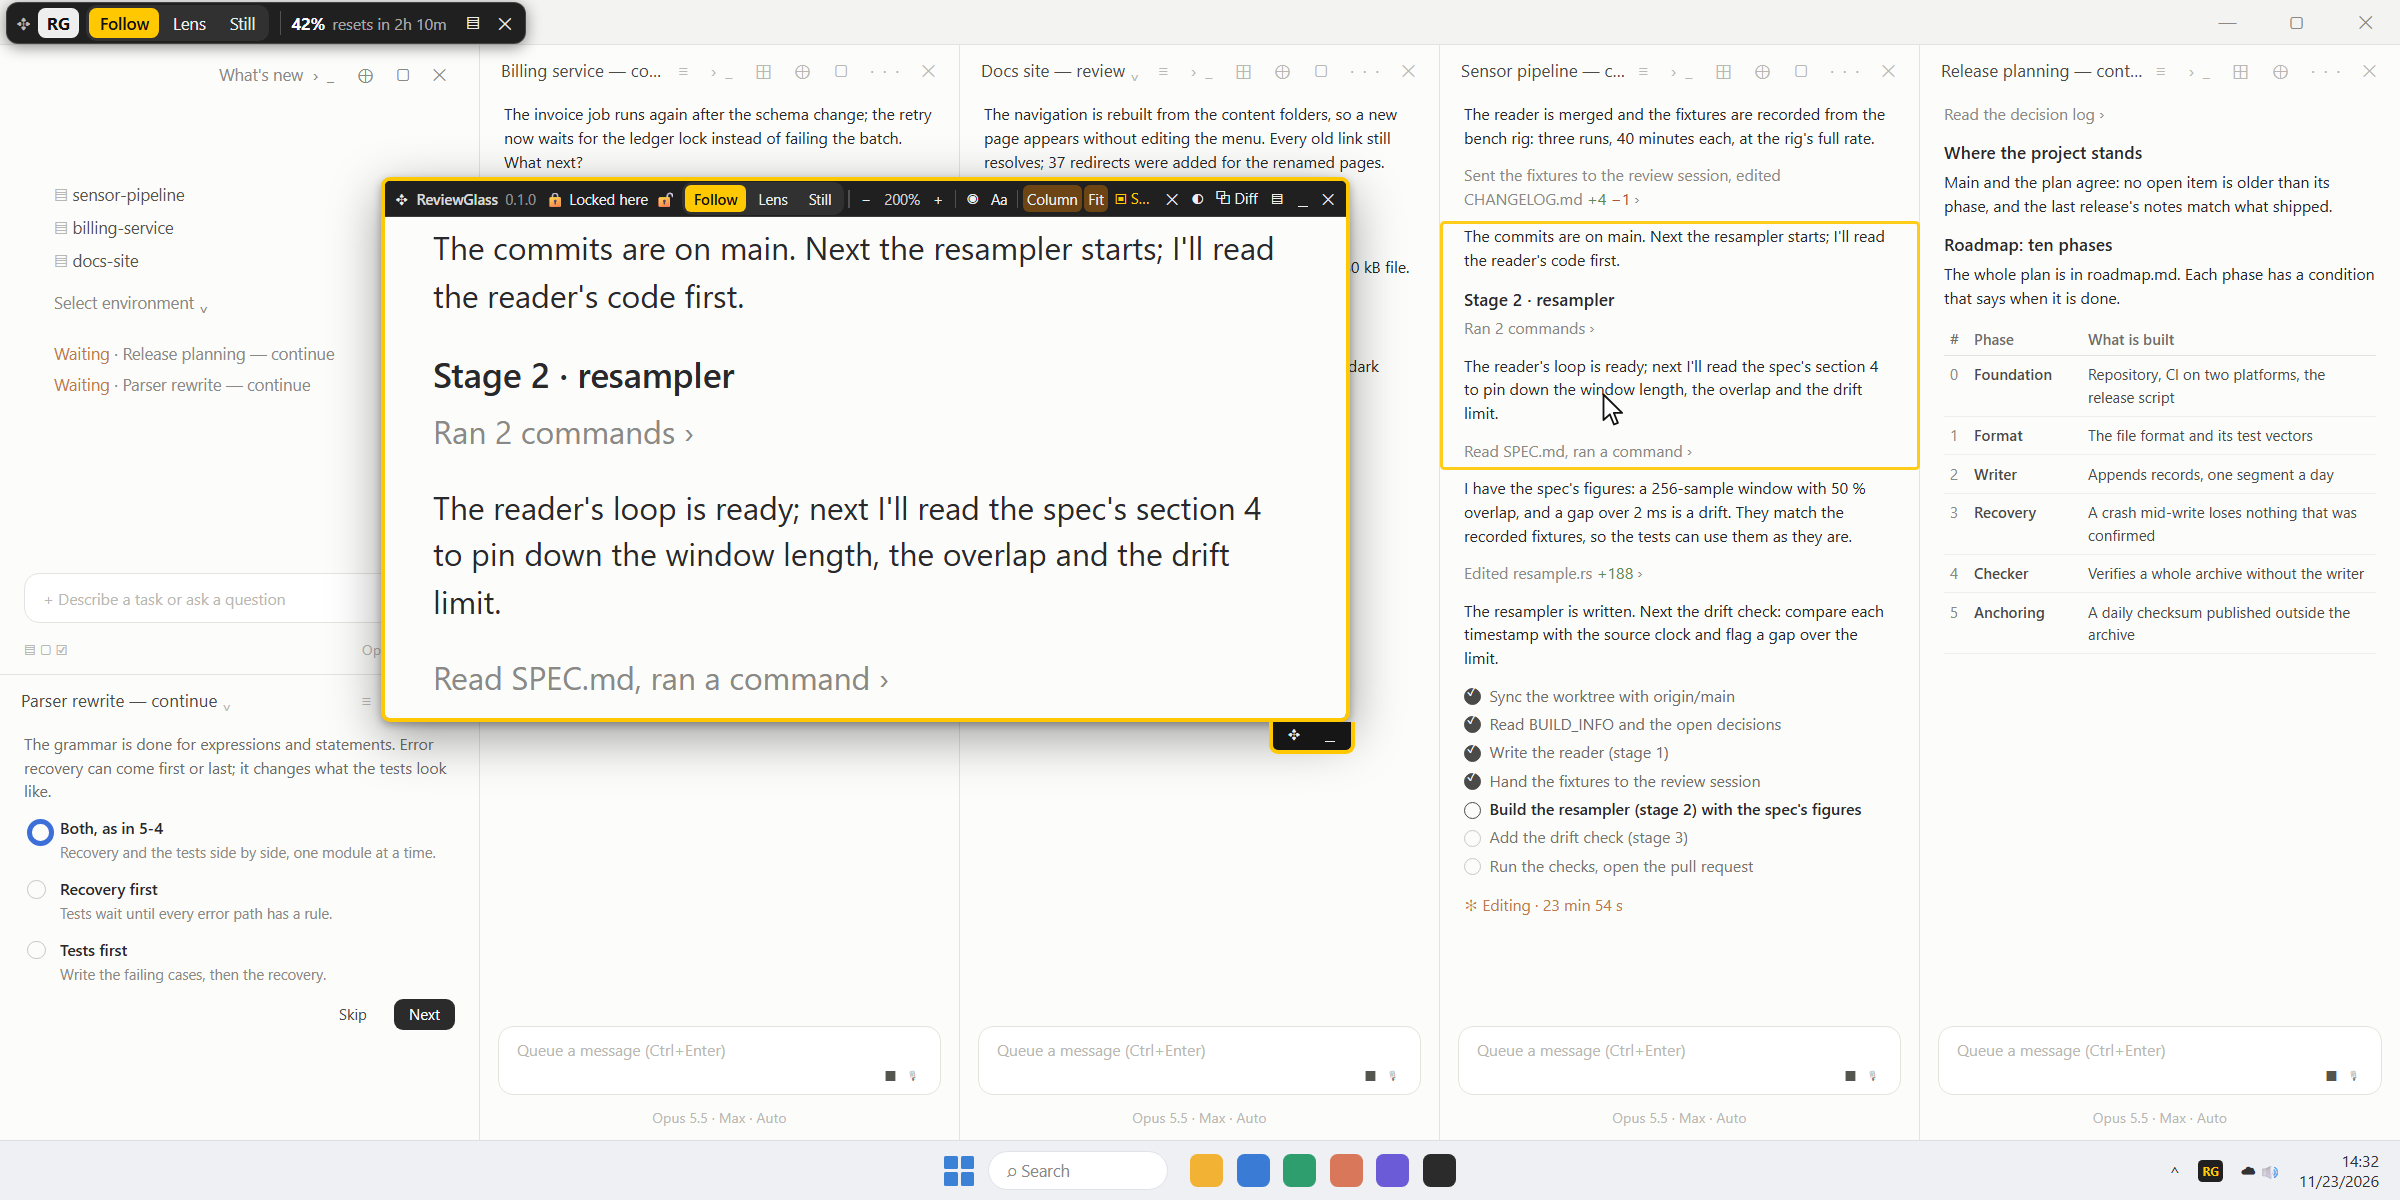 RG Follow Lens Still 42% resets in 2h 10m
What's new
sensor-pipeline
billing-service
docs-site
Select environment
Waiting · Release planning — continue
Waiting · Parser rewrite — continue
+ Describe a task or ask a question
Parser rewrite — continue
The grammar is done for expressions and statements. Error
recovery can come first or last; it changes what the tests look
like.
Both, as in 5-4
Recovery and the tests side by side, one module at a time.
Recovery first
Tests wait until every error path has a rule.
Tests first
Write the failing cases, then the recovery.
Skip Next
Billing service — co...
The invoice job runs again after the schema change; the retry
now waits for the ledger lock instead of failing the batch.
What next?
Queue a message (Ctrl+Enter)
Opus 5.5 · Max · Auto
Docs site — review
The navigation is rebuilt from the content folders, so a new
page appears without editing the menu. Every old link still
resolves; 37 redirects were added for the renamed pages.
0 kB file.
dark
Queue a message (Ctrl+Enter)
Opus 5.5 · Max · Auto
ReviewGlass 0.1.0 Locked here Follow Lens Still − 200% + Aa Column Fit S... Diff
The commits are on main. Next the resampler starts; I'll read
the reader's code first.
Stage 2 · resampler
Ran 2 commands ›
The reader's loop is ready; next I'll read the spec's section 4
to pin down the window length, the overlap and the drift
limit.
Read SPEC.md, ran a command ›
Sensor pipeline — c...
The reader is merged and the fixtures are recorded from the
bench rig: three runs, 40 minutes each, at the rig's full rate.
Sent the fixtures to the review session, edited
CHANGELOG.md +4 −1 ›
The commits are on main. Next the resampler starts; I'll read
the reader's code first.
Stage 2 · resampler
Ran 2 commands ›
The reader's loop is ready; next I'll read the spec's section 4
to pin down the window length, the overlap and the drift
limit.
Read SPEC.md, ran a command ›
I have the spec's figures: a 256-sample window with 50 %
overlap, and a gap over 2 ms is a drift. They match the
recorded fixtures, so the tests can use them as they are.
Edited resample.rs +188 ›
The resampler is written. Next the drift check: compare each
timestamp with the source clock and flag a gap over the
limit.
Sync the worktree with origin/main
Read BUILD_INFO and the open decisions
Write the reader (stage 1)
Hand the fixtures to the review session
Build the resampler (stage 2) with the spec's figures
Add the drift check (stage 3)
Run the checks, open the pull request
Editing · 23 min 54 s
Queue a message (Ctrl+Enter)
Opus 5.5 · Max · Auto
Release planning — cont...
Read the decision log ›
Where the project stands
Main and the plan agree: no open item is older than its
phase, and the last release's notes match what shipped.
Roadmap: ten phases
The whole plan is in roadmap.md. Each phase has a condition
that says when it is done.
# Phase What is built
0 Foundation Repository, CI on two platforms, the
release script
1 Format The file format and its test vectors
2 Writer Appends records, one segment a day
3 Recovery A crash mid-write loses nothing that was
confirmed
4 Checker Verifies a whole archive without the writer
5 Anchoring A daily checksum published outside the
archive
Queue a message (Ctrl+Enter)
Opus 5.5 · Max · Auto
Search
RG
14:32
11/23/2026